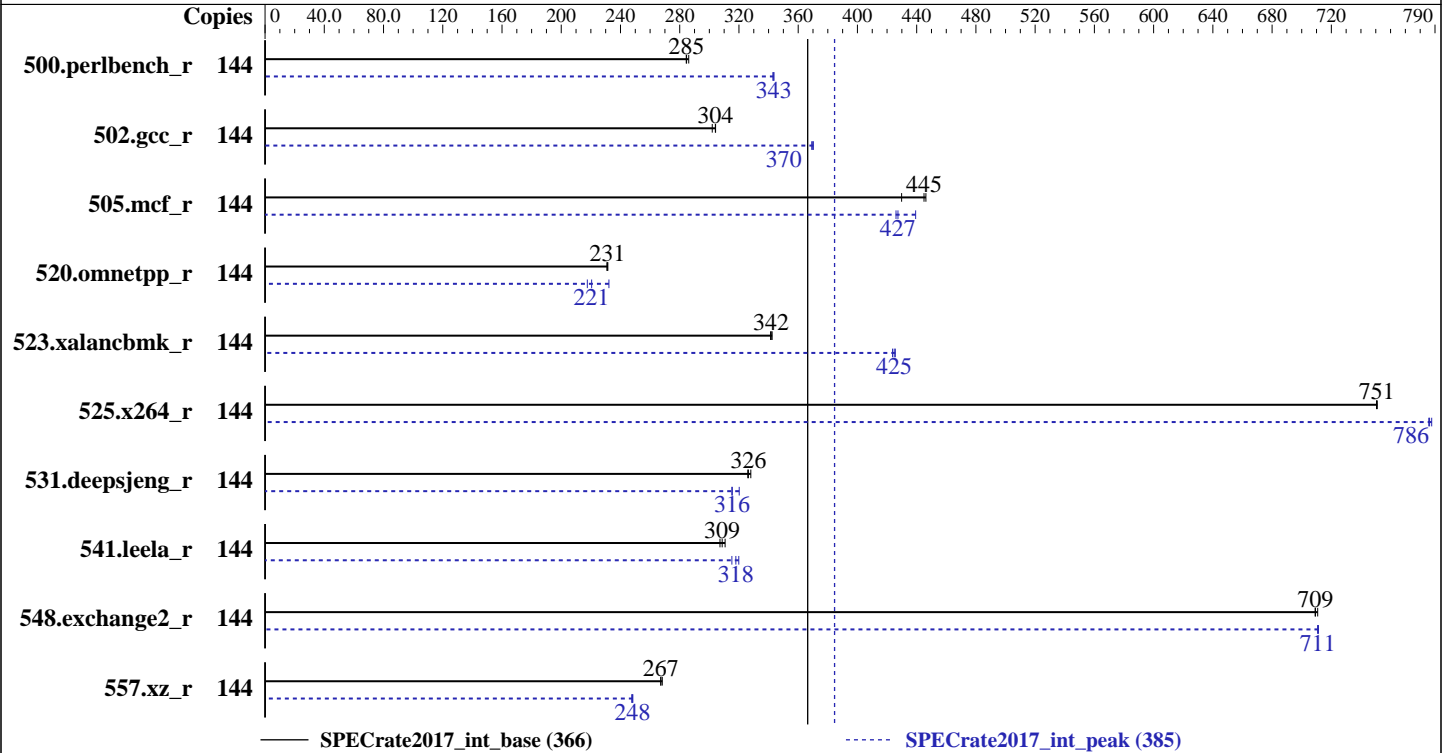 Copies 0 40.0 80.0 120 160 200 240 280 320 360 400 440 480 520 560 600 640 680 720 790
500.perlbench_r 144 285
343
502.gcc_r 144 304
370
505.mcf_r 144 445
427
520.omnetpp_r 144 231
221
523.xalancbmk_r 144 342
425
525.x264_r 144 751
786
531.deepsjeng_r 144 326
316
541.leela_r 144 309
318
548.exchange2_r 144 709
711
557.xz_r 144 267
248
SPECrate2017_int_base (366) SPECrate2017_int_peak (385)